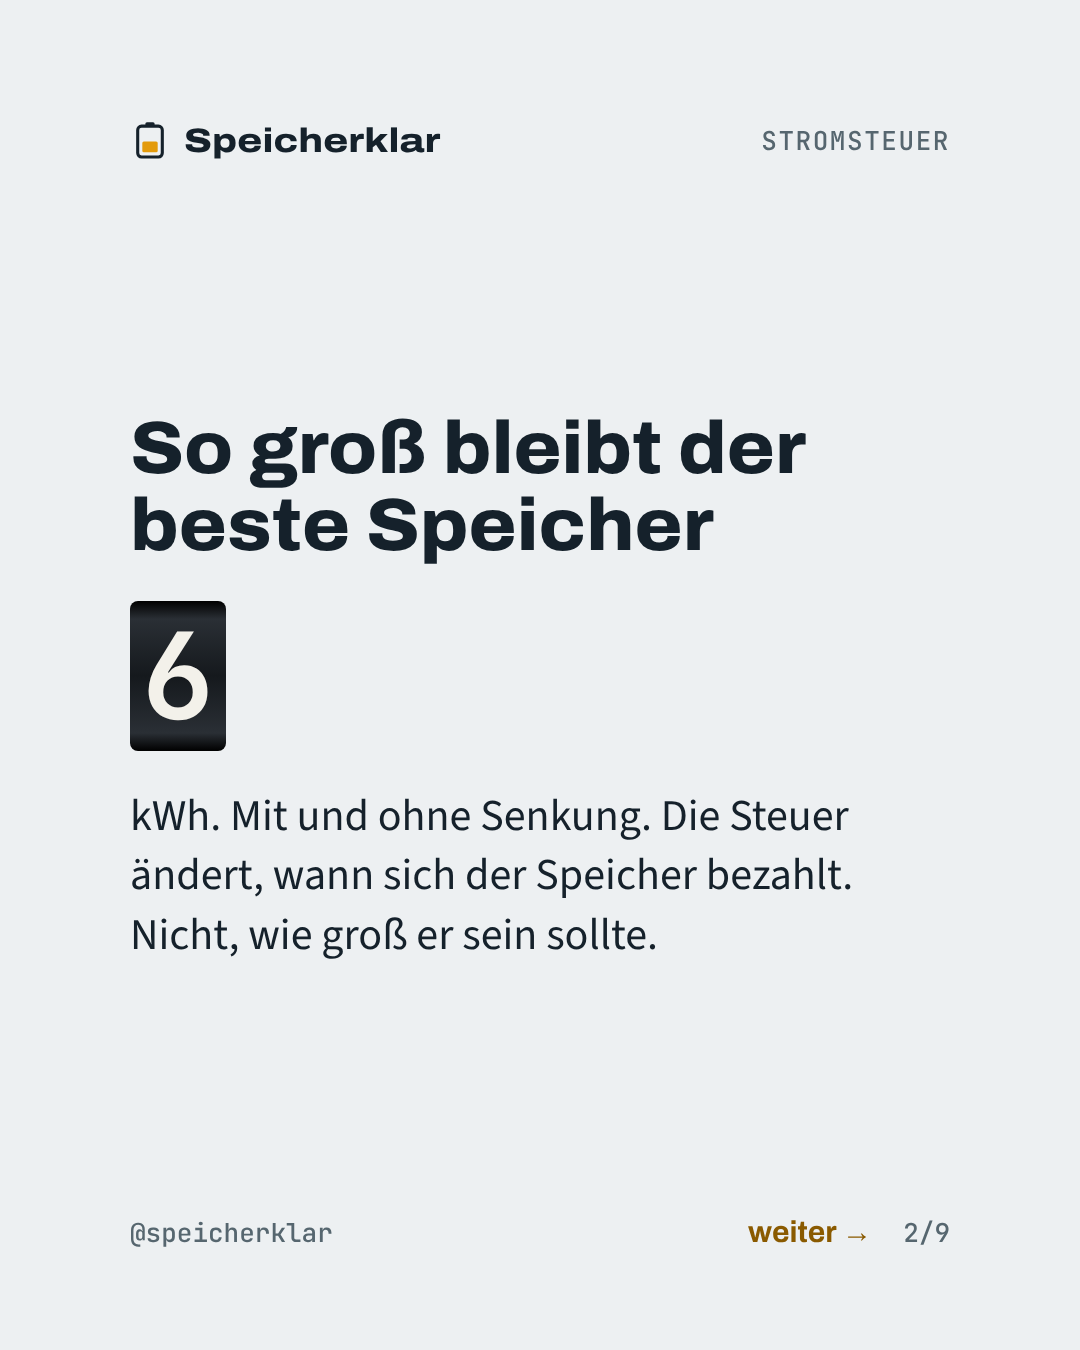 Speicherklar
STROMSTEUER
So groß bleibt der
beste Speicher
6
kWh. Mit und ohne Senkung. Die Steuer
ändert, wann sich der Speicher bezahlt.
Nicht, wie groß er sein sollte.
@speicherklar
weiter → 2/9